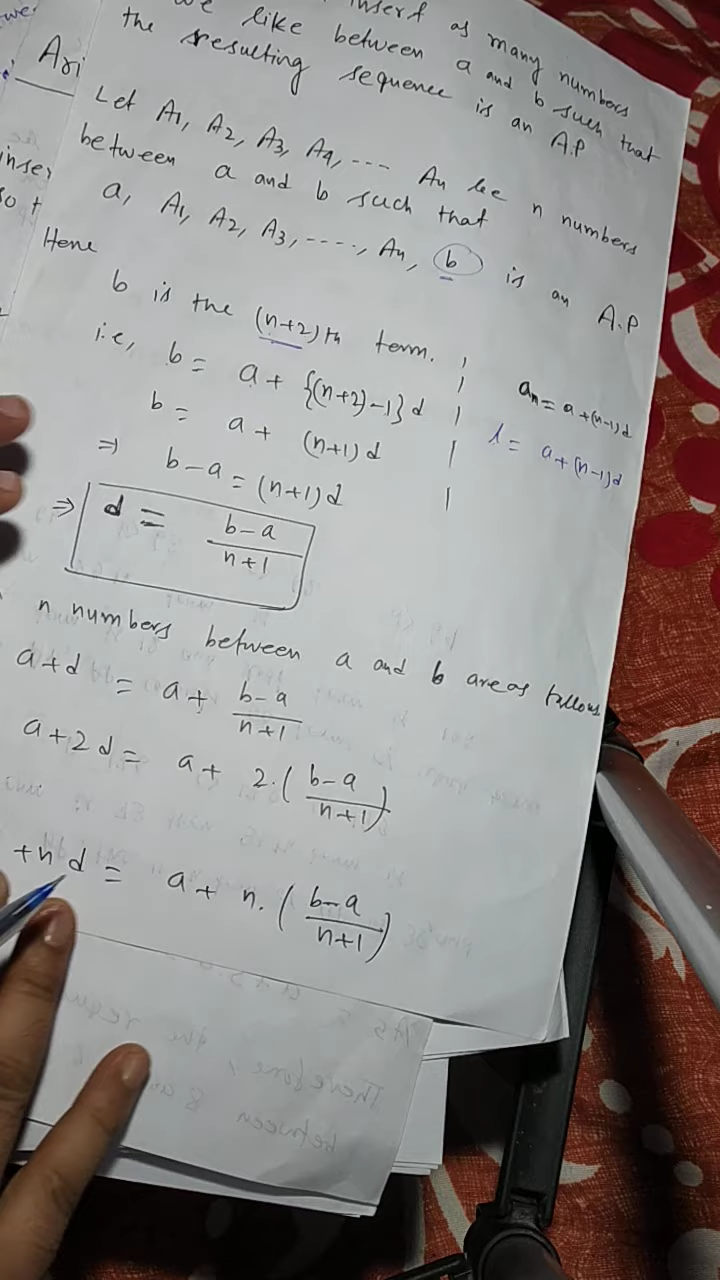 insert as many numbers
we like between a and b such that
the resulting sequence is an A.P
Let A1, A2, A3, A4, --- An be n numbers
between a and b such that
a, A1, A2, A3, ----, An, b is an A.P
Here
b is the (n+2)th term.
i.e, b = a + {(n+2)-1}d
b = a + (n+1)d
⇒ b-a = (n+1)d
⇒ d = (b-a)/(n+1)
an = a+(n-1)d
l = a+(n-1)d
n numbers between a and b are as follows
a+d = a + (b-a)/(n+1)
a+2d = a + 2.((b-a)/(n+1))
+nd = a + n.((b-a)/(n+1))
Ari